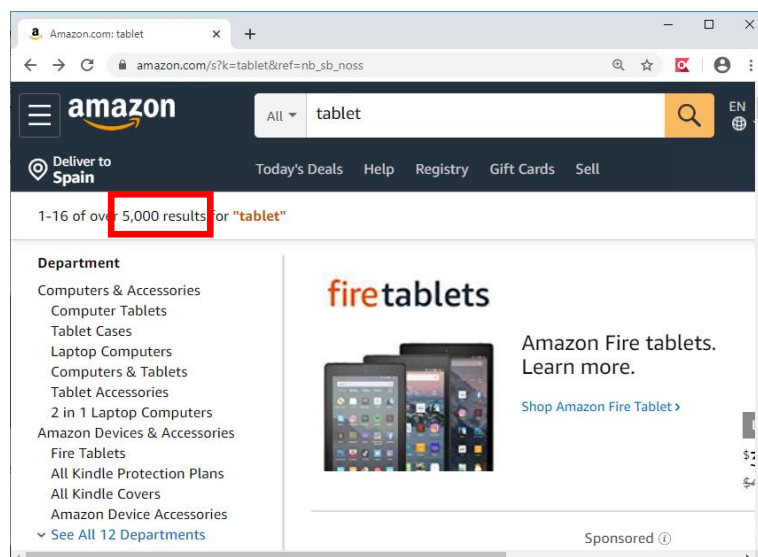 Amazon.com: tablet
amazon.com/s?k=tablet&ref=nb_sb_noss
amazon
All
tablet
EN
Deliver to
Spain
Today's Deals Help Registry Gift Cards Sell
1-16 of over 5,000 results for "tablet"
Department
Computers & Accessories
Computer Tablets
Tablet Cases
Laptop Computers
Computers & Tablets
Tablet Accessories
2 in 1 Laptop Computers
Amazon Devices & Accessories
Fire Tablets
All Kindle Protection Plans
All Kindle Covers
Amazon Device Accessories
See All 12 Departments
fire tablets
Amazon Fire tablets.
Learn more.
Shop Amazon Fire Tablet ›
Sponsored